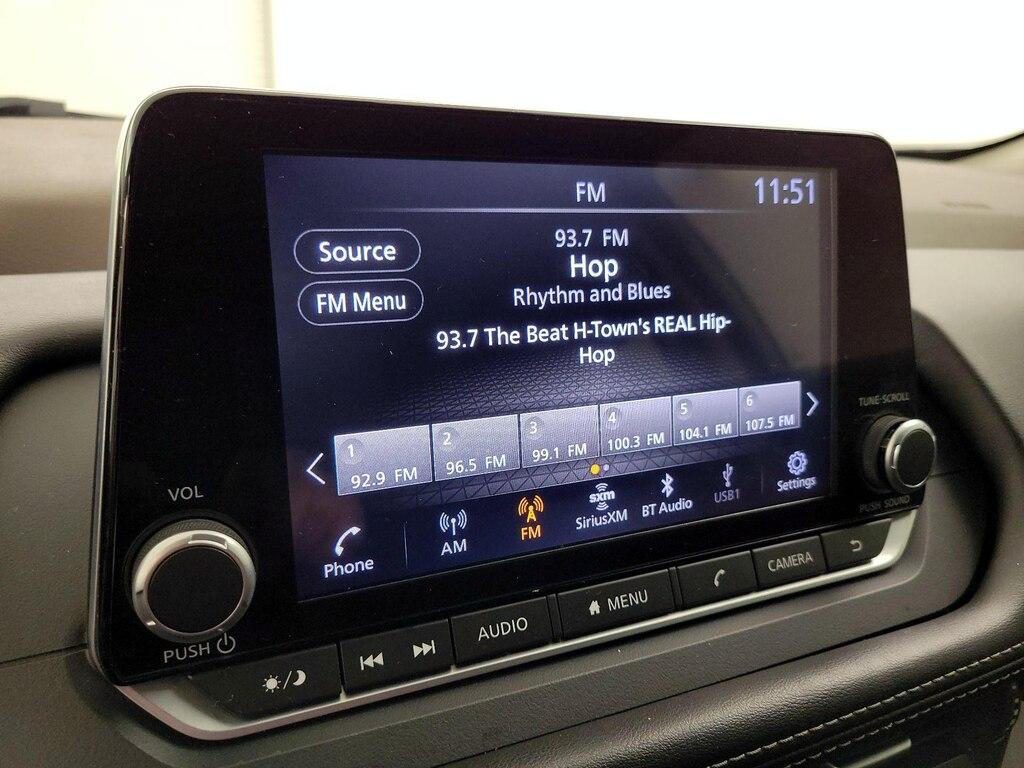 FM
11:51
Source
FM Menu
93.7 FM
Hop
Rhythm and Blues
93.7 The Beat H-Town's REAL Hip-
Hop
1
92.9 FM
2
96.5 FM
3
99.1 FM
4
100.3 FM
5
104.1 FM
6
107.5 FM
Phone
AM
A
FM
sxm
SiriusXM
BT Audio
USB1
Settings
VOL
PUSH
TUNE·SCROLL
PUSH SOUND
AUDIO
MENU
CAMERA